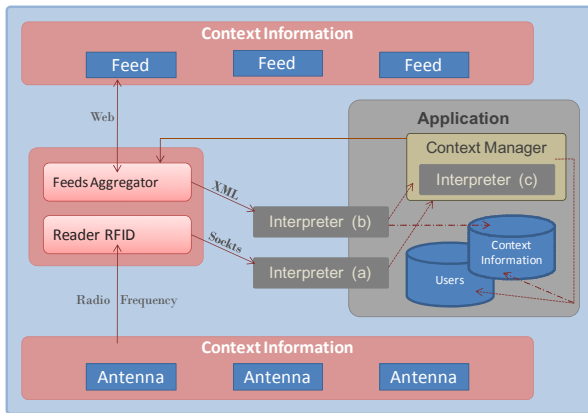 Context Information
Feed
Feed
Feed
Web
Application
Context Manager
Interpreter (c)
Feeds Aggregator
XML
Interpreter (b)
Reader RFID
Sockts
Interpreter (a)
Context
Information
Users
Radio Frequency
Context Information
Antenna
Antenna
Antenna